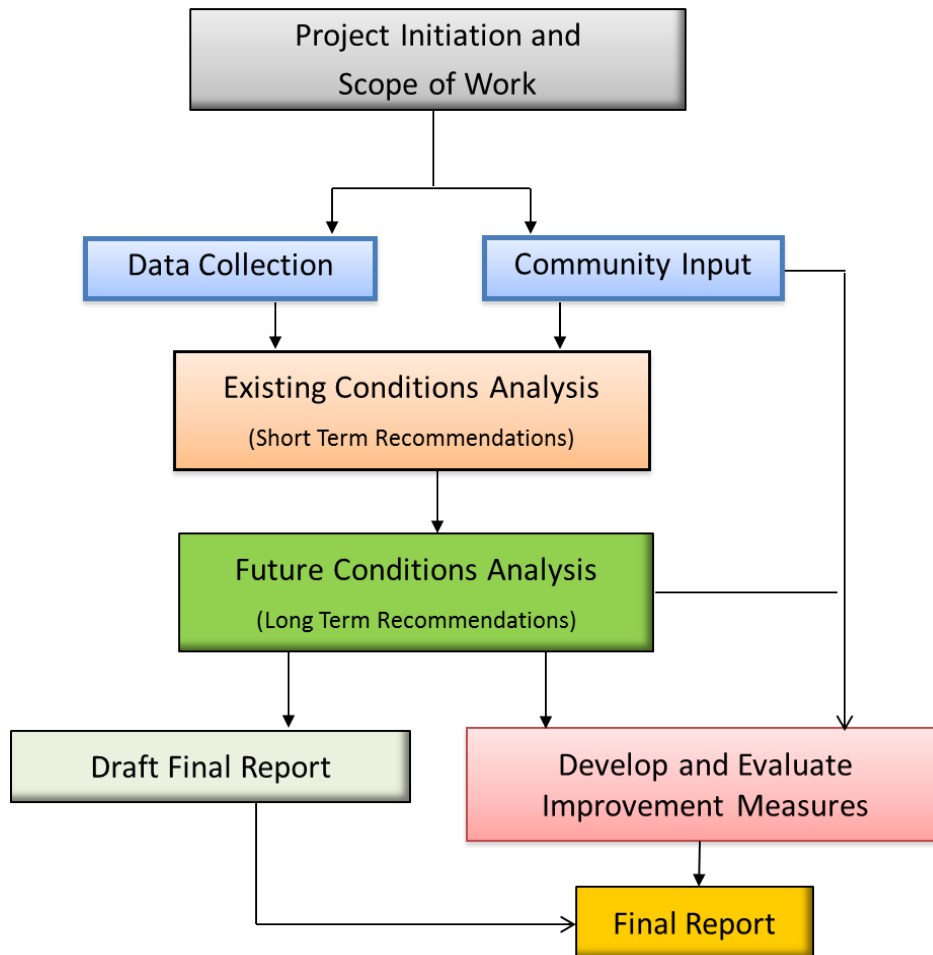 Project Initiation and
Scope of Work
Data Collection
Community Input
Existing Conditions Analysis
(Short Term Recommendations)
Future Conditions Analysis
(Long Term Recommendations)
Draft Final Report
Develop and Evaluate
Improvement Measures
Final Report